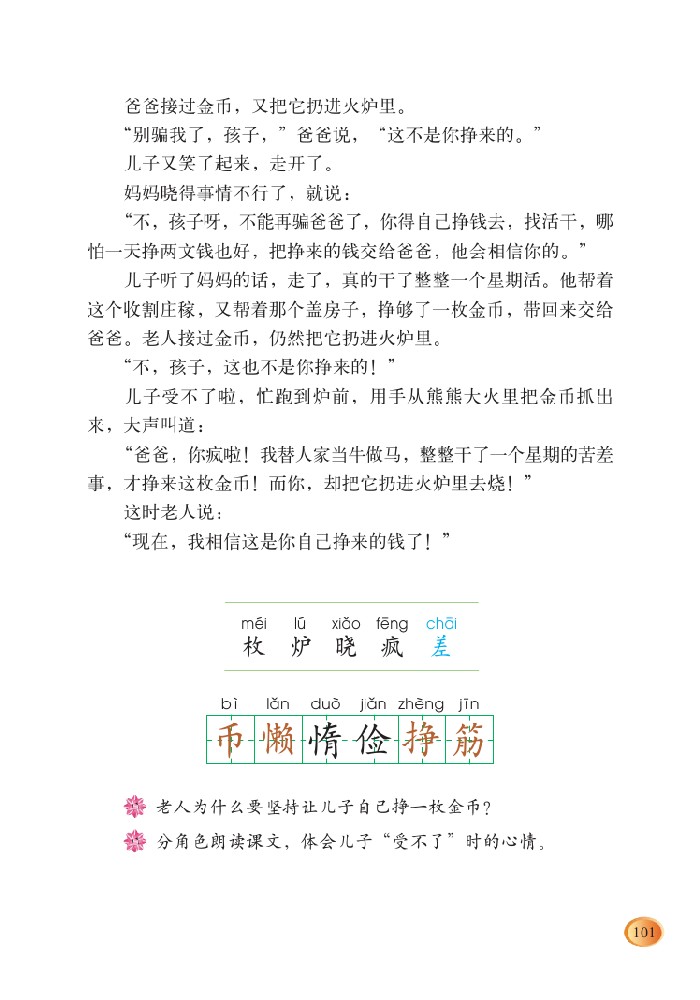 爸爸接过金币，又把它扔进火炉里。
“别骗我了，孩子，”爸爸说，“这不是你挣来的。”
儿子又笑了起来，走开了。
妈妈晓得事情不行了，就说：
“不，孩子呀，不能再骗爸爸了，你得自己挣钱去，找活干，哪
怕一天挣两文钱也好，把挣来的钱交给爸爸，他会相信你的。”
儿子听了妈妈的话，走了，真的干了整整一个星期活。他帮着
这个收割庄稼，又帮着那个盖房子，挣够了一枚金币，带回来交给
爸爸。老人接过金币，仍然把它扔进火炉里。
“不，孩子，这也不是你挣来的！”
儿子受不了啦，忙跑到炉前，用手从熊熊大火里把金币抓出
来，大声叫道：
“爸爸，你疯啦！我替人家当牛做马，整整干了一个星期的苦差
事，才挣来这枚金币！而你，却把它扔进火炉里去烧！”
这时老人说：
“现在，我相信这是你自己挣来的钱了！”
méi lú xiǎo fēng chāi
枚 炉 晓 疯 差
bì lǎn duò jiǎn zhèng jīn
币 懒 惰 俭 挣 筋
老人为什么要坚持让儿子自己挣一枚金币？
分角色朗读课文，体会儿子“受不了”时的心情。
101